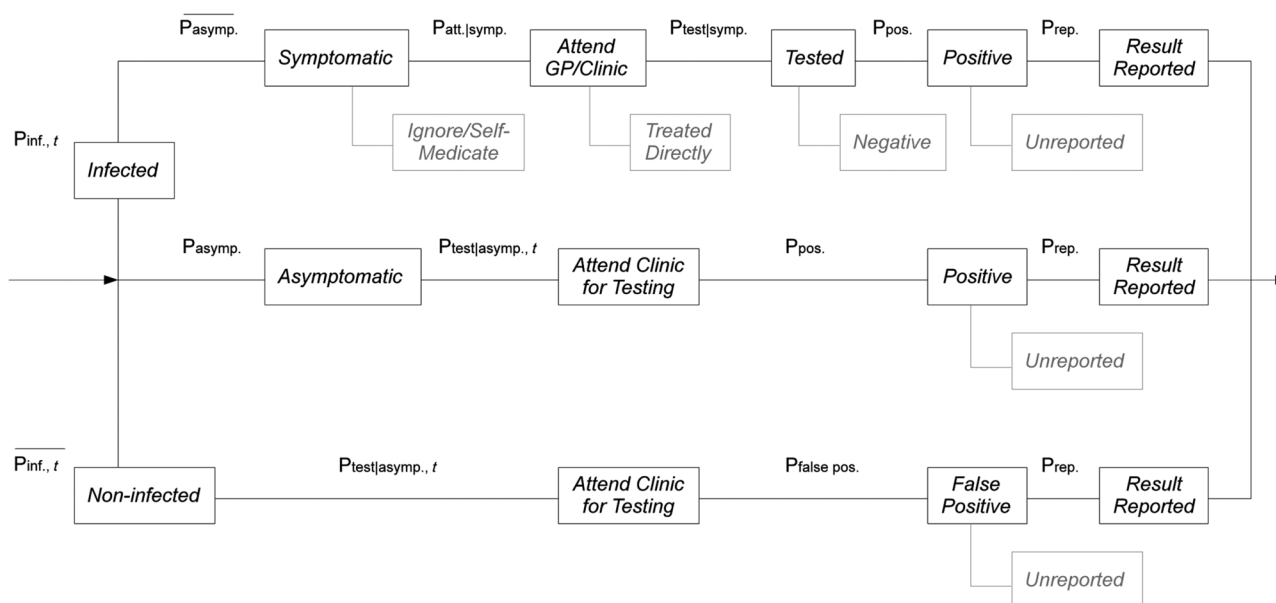 Pasymp. Patt.|symp. Ptest|symp. Ppos. Prep.
Symptomatic
Attend
GP/Clinic
Tested
Positive
Result
Reported
Ignore/Self-
Medicate
Treated
Directly
Negative
Unreported
Pinf., t
Infected
Pasymp. Ptest|asymp., t Ppos. Prep.
Asymptomatic
Attend Clinic
for Testing
Positive
Result
Reported
Unreported
Pinf., t
Ptest|asymp., t Pfalse pos. Prep.
Non-infected
Attend Clinic
for Testing
False
Positive
Result
Reported
Unreported